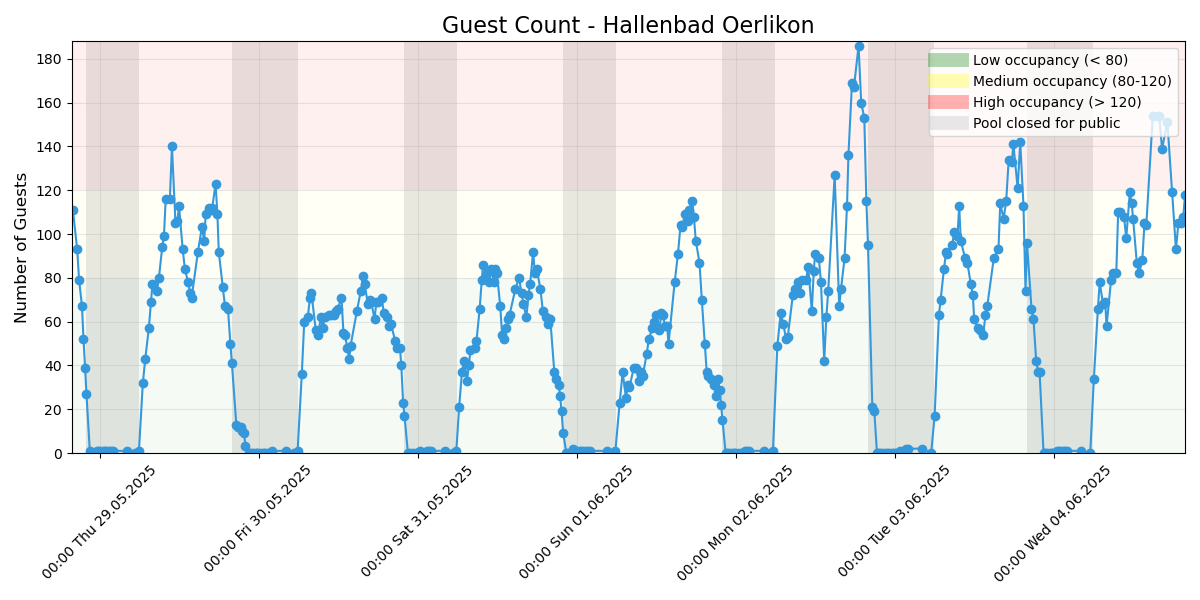 Guest Count - Hallenbad Oerlikon
Number of Guests
180
160
140
120
100
80
60
40
20
0
Low occupancy (< 80)
Medium occupancy (80-120)
High occupancy (> 120)
Pool closed for public
00:00 Thu 29.05.2025
00:00 Fri 30.05.2025
00:00 Sat 31.05.2025
00:00 Sun 01.06.2025
00:00 Mon 02.06.2025
00:00 Tue 03.06.2025
00:00 Wed 04.06.2025